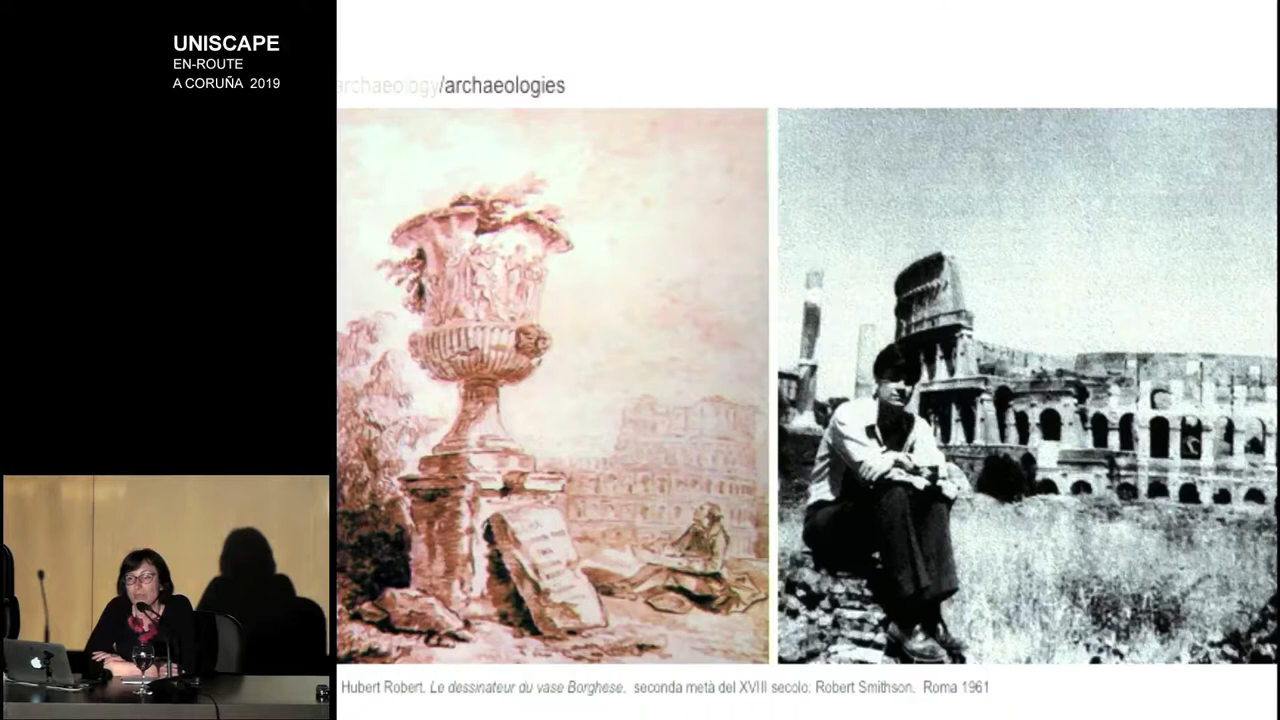 UNISCAPE
EN-ROUTE
A CORUÑA 2019
archaeology/archaeologies
Hubert Robert. Le dessinateur du vase Borghese. seconda metà del XVIII secolo; Robert Smithson. Roma 1961